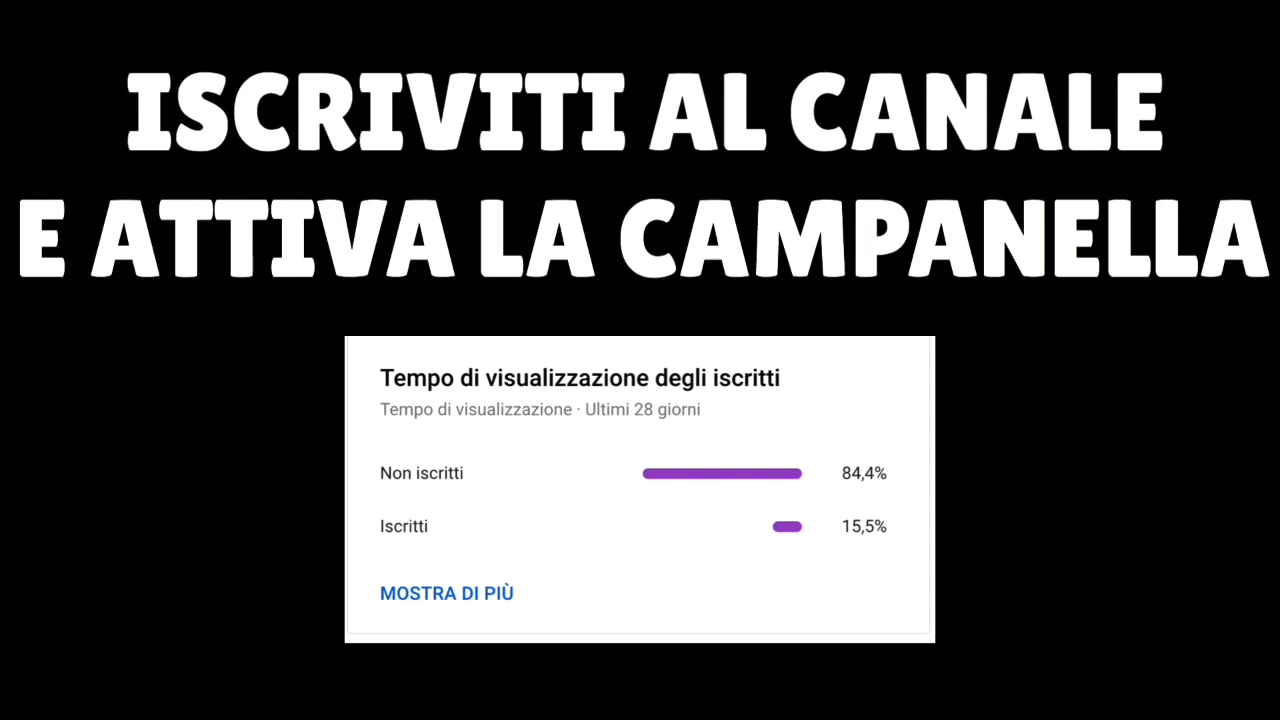 ISCRIVITI AL CANALE
E ATTIVA LA CAMPANELLA
Tempo di visualizzazione degli iscritti
Tempo di visualizzazione · Ultimi 28 giorni
Non iscritti 84,4%
Iscritti 15,5%
MOSTRA DI PIÙ